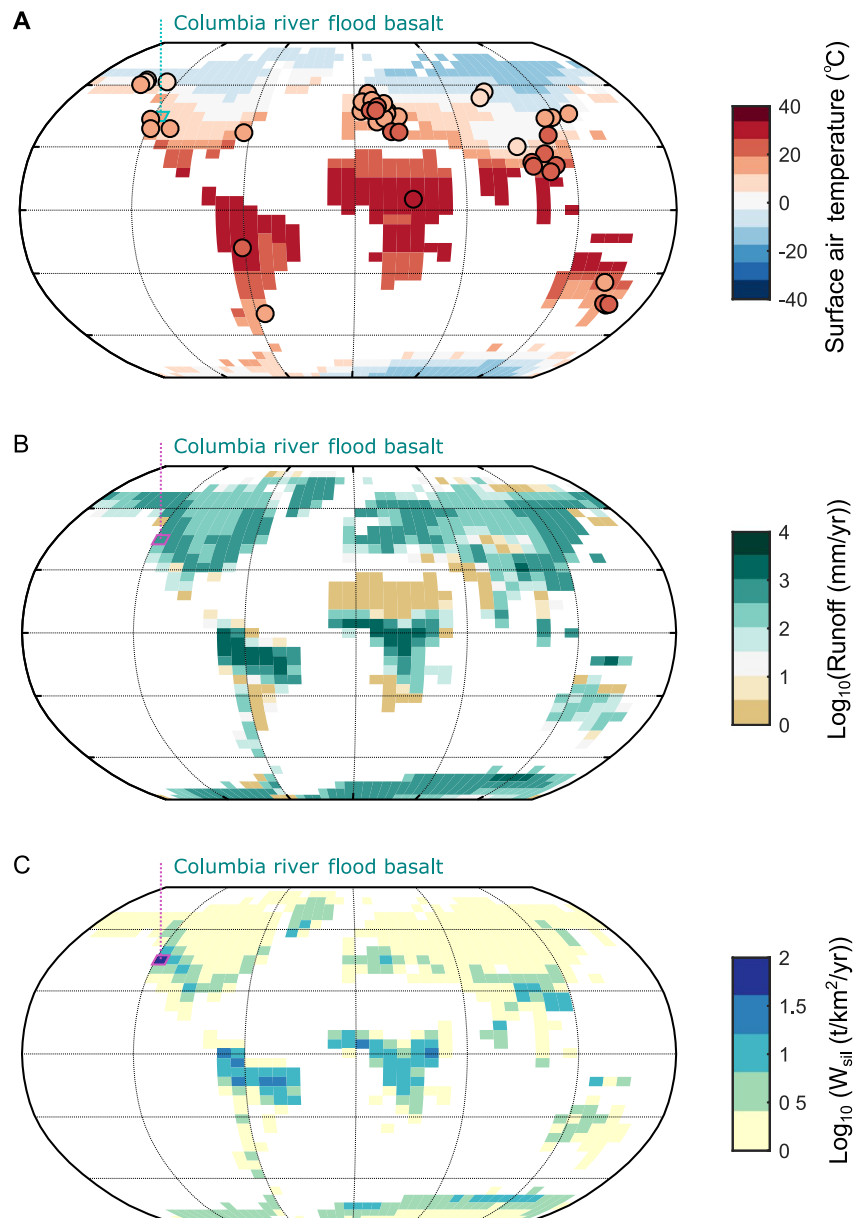 Columbia river flood basalt
A
40
20
0
-20
-40
Surface air temperature (°C)
B
Columbia river flood basalt
4
3
2
1
0
Log₁₀(Runoff (mm/yr))
C
Columbia river flood basalt
2
1.5
1
0 5
0
Log₁₀ (Wsil (t/km²/yr))